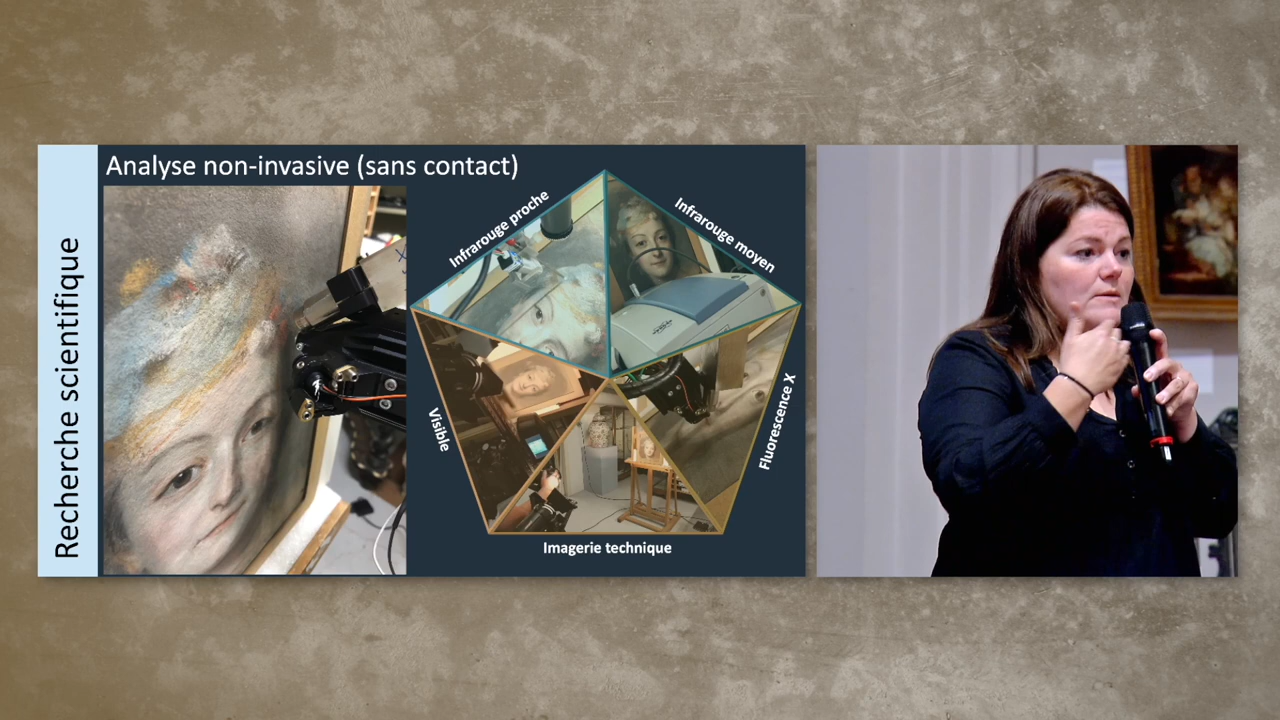 Recherche scientifique
Analyse non-invasive (sans contact)
Infrarouge proche
Infrarouge moyen
Visible
Fluorescence X
Imagerie technique